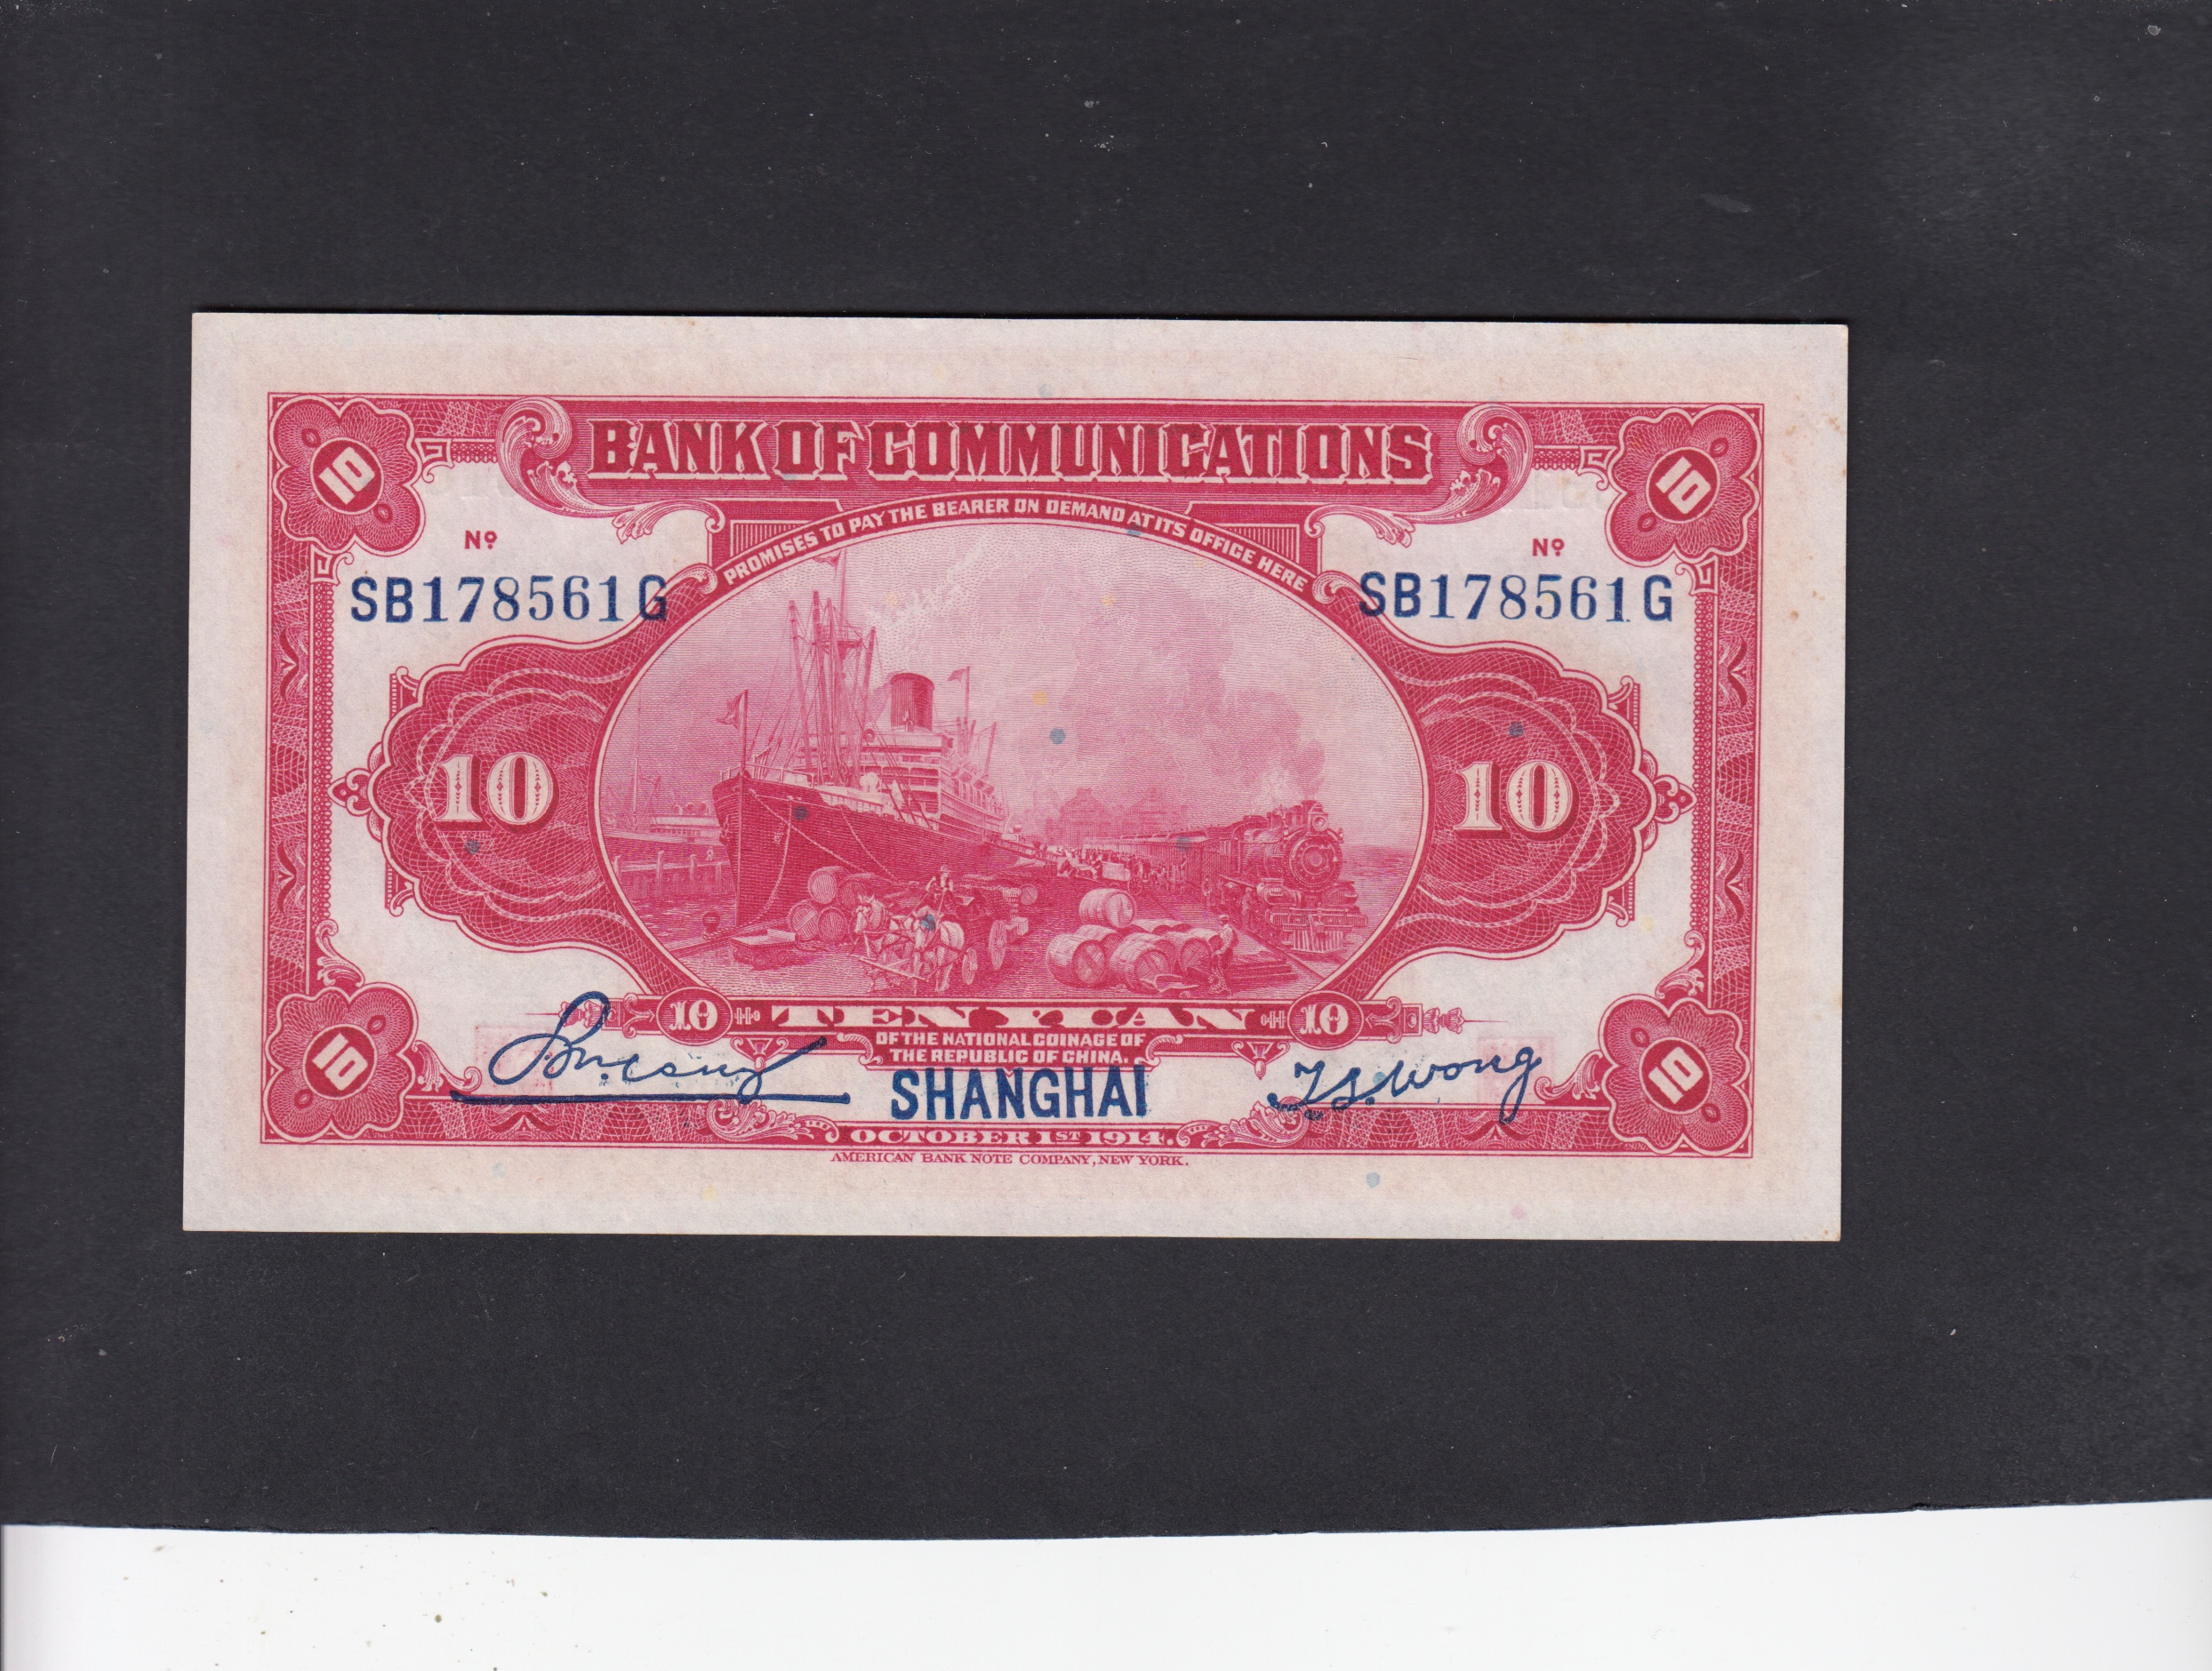 10 BANK OF COMMUNICATIONS 10
PROMISES TO PAY THE BEARER ON DEMAND AT ITS OFFICE HERE
Nº Nº
SB178561G SB178561G
10 10
10 TEN YUAN 10
OF THE NATIONAL COINAGE OF
THE REPUBLIC OF CHINA.
10 SHANGHAI T.S.Wong 10
OCTOBER 1ST 1914.
AMERICAN BANK NOTE COMPANY, NEW YORK.